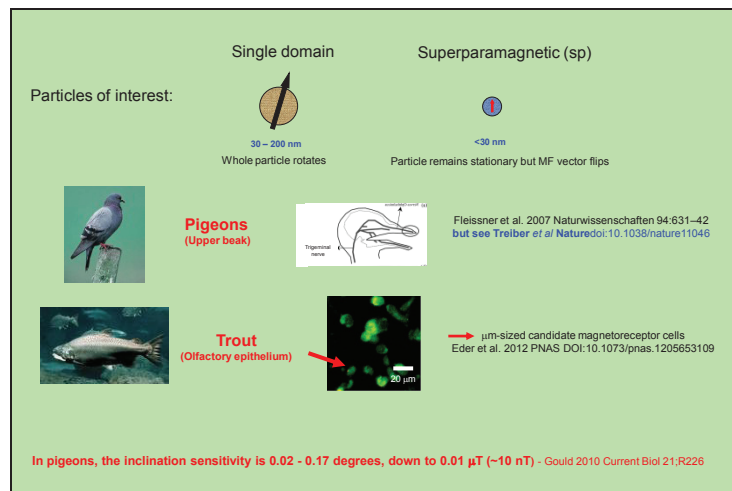 Single domain
Superparamagnetic (sp)
Particles of interest:
30 – 200 nm
<30 nm
Whole particle rotates
Particle remains stationary but MF vector flips
Pigeons
(Upper beak)
Trigeminal
nerve
Fleissner et al. 2007 Naturwissenschaften 94:631–42
but see Treiber et al Naturedoi:10.1038/nature11046
Trout
(Olfactory epithelium)
20 μm
μm-sized candidate magnetoreceptor cells
Eder et al. 2012 PNAS DOI:10.1073/pnas.1205653109
In pigeons, the inclination sensitivity is 0.02 - 0.17 degrees, down to 0.01 μT (~10 nT) - Gould 2010 Current Biol 21;R226